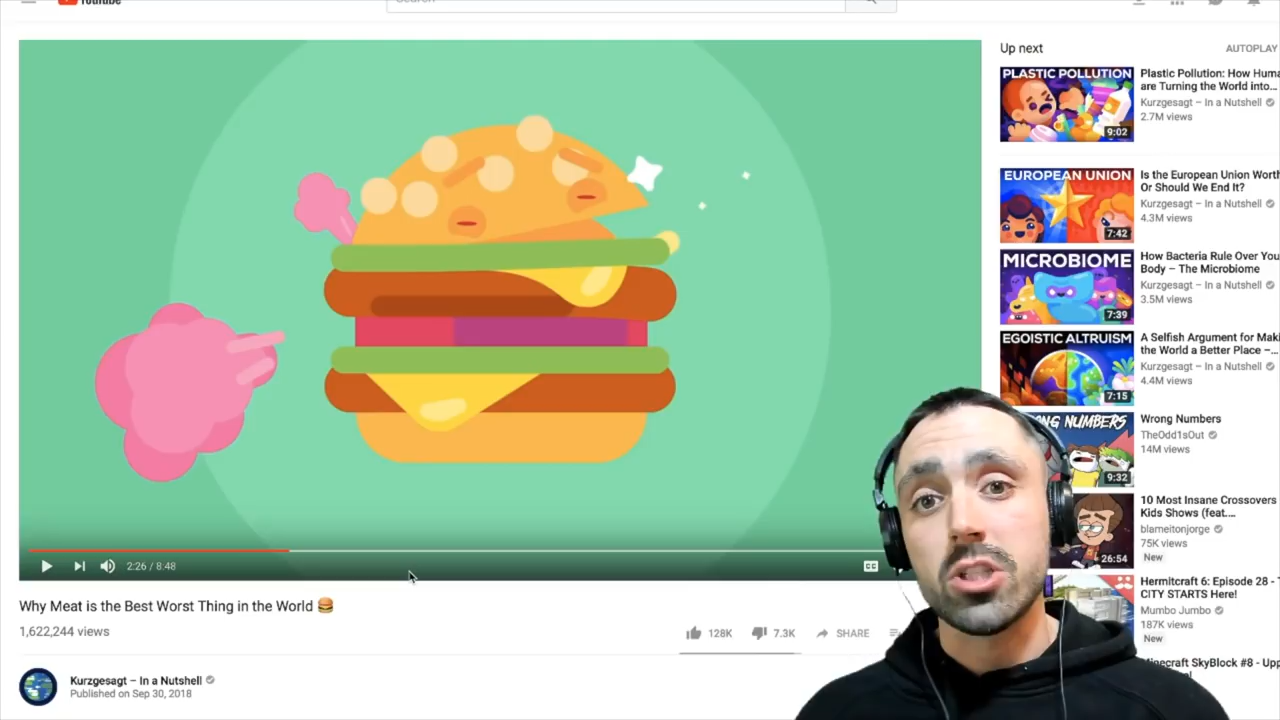 Up next
AUTOPLAY
PLASTIC POLLUTION
9:02
Plastic Pollution: How Huma
are Turning the World into...
Kurzgesagt – In a Nutshell
2.7M views
EUROPEAN UNION
7:42
Is the European Union Worth
Or Should We End It?
Kurzgesagt – In a Nutshell
4.3M views
MICROBIOME
7:39
How Bacteria Rule Over You
Body – The Microbiome
Kurzgesagt – In a Nutshell
3.5M views
EGOISTIC ALTRUISM
7:15
A Selfish Argument for Maki
the World a Better Place –...
Kurzgesagt – In a Nutshell
4.4M views
NUMBERS
9:32
Wrong Numbers
TheOdd1sOut
14M views
26:54
10 Most Insane Crossovers
Kids Shows (feat....
blameitonjorge
75K views
New
Hermitcraft 6: Episode 28 -
CITY STARTS Here!
Mumbo Jumbo
187K views
New
Minecraft SkyBlock #8 - Upp
2:26 / 8:48
CC
Why Meat is the Best Worst Thing in the World 🍔
1,622,244 views
128K
7.3K
SHARE
Kurzgesagt – In a Nutshell
Published on Sep 30, 2018